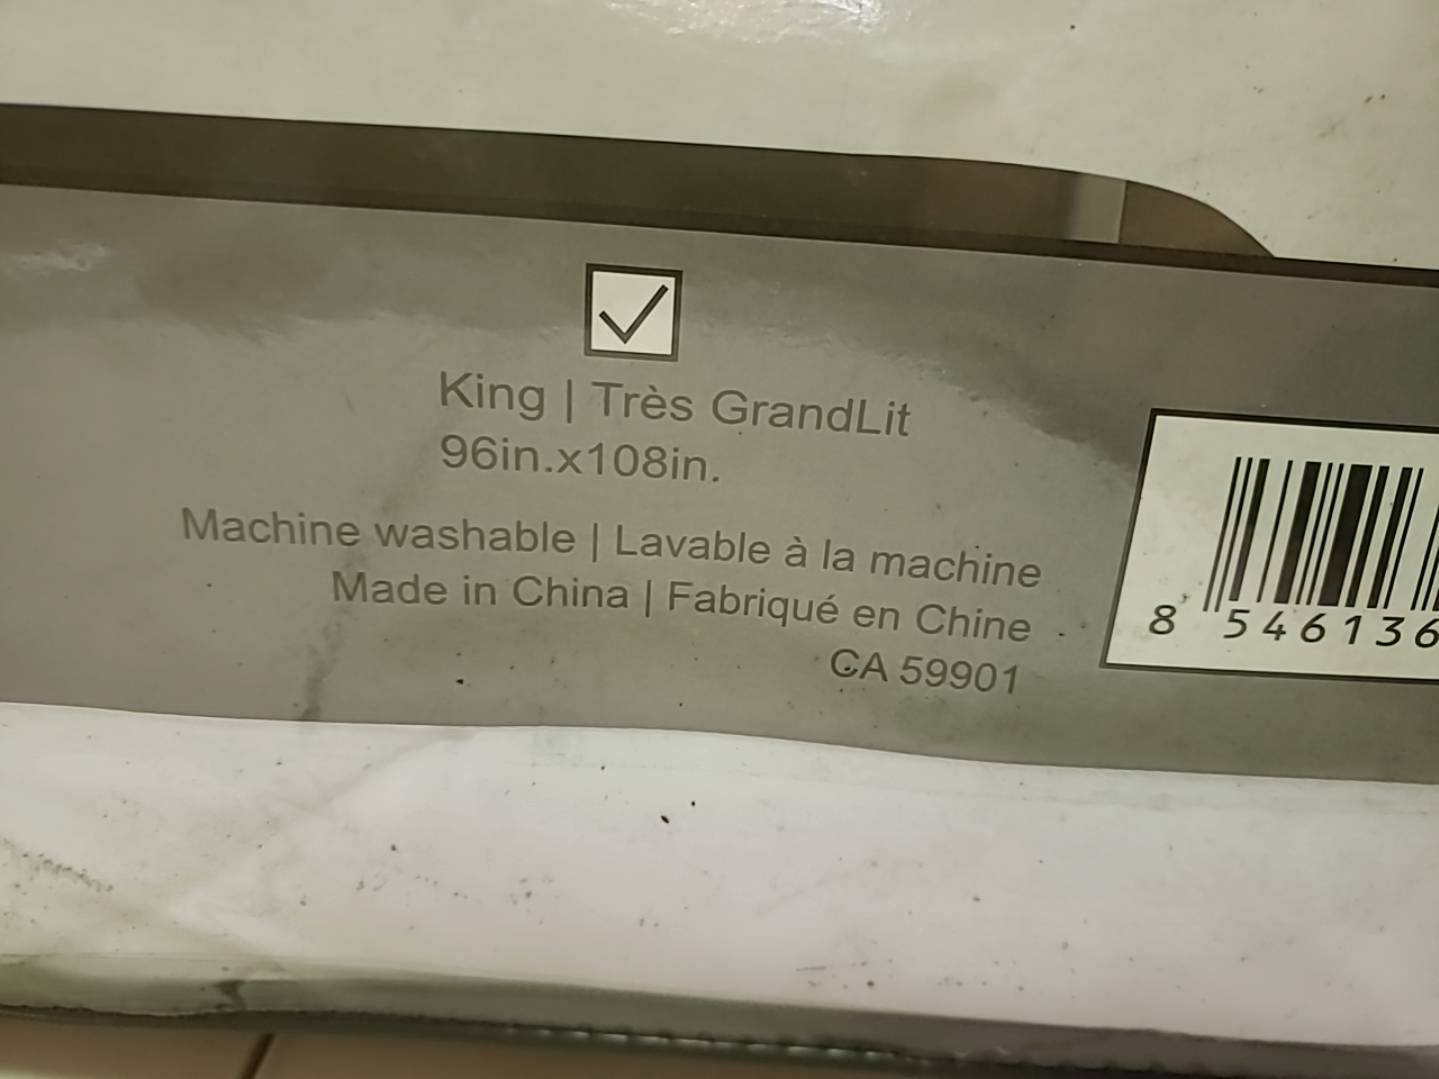 King | Très GrandLit
96in.x108in.
Machine washable | Lavable à la machine
Made in China | Fabriqué en Chine
CA 59901
8 546136